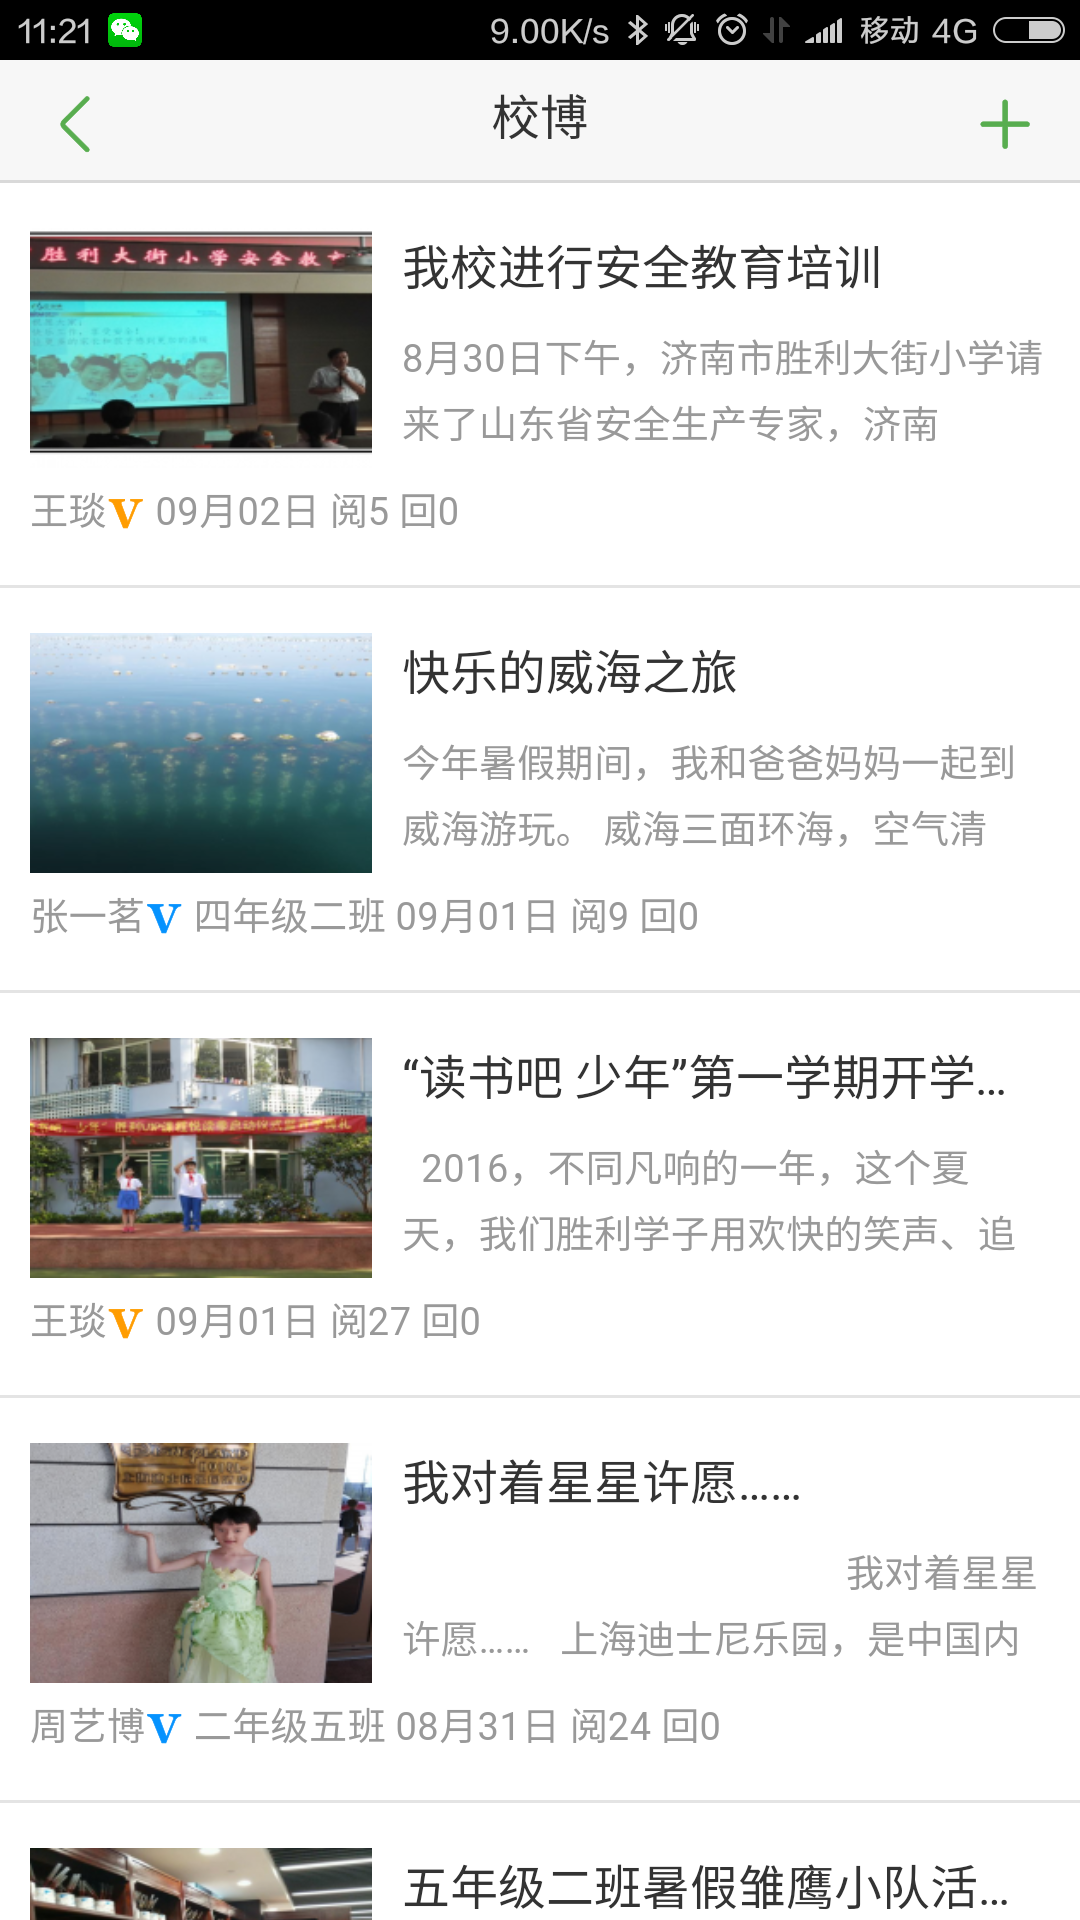 11:21 9.00K/s 移动 4G
校博
胜利大街小学安全教
我校进行安全教育培训
8月30日下午，济南市胜利大街小学请
来了山东省安全生产专家，济南
王琰V 09月02日 阅5 回0
快乐的威海之旅
今年暑假期间，我和爸爸妈妈一起到
威海游玩。 威海三面环海，空气清
张一茗V 四年级二班 09月01日 阅9 回0
“读书吧 少年”第一学期开学...
2016，不同凡响的一年，这个夏
天，我们胜利学子用欢快的笑声、追
王琰V 09月01日 阅27 回0
我对着星星许愿……
我对着星星
许愿…… 上海迪士尼乐园，是中国内
周艺博V 二年级五班 08月31日 阅24 回0
五年级二班暑假雏鹰小队活...